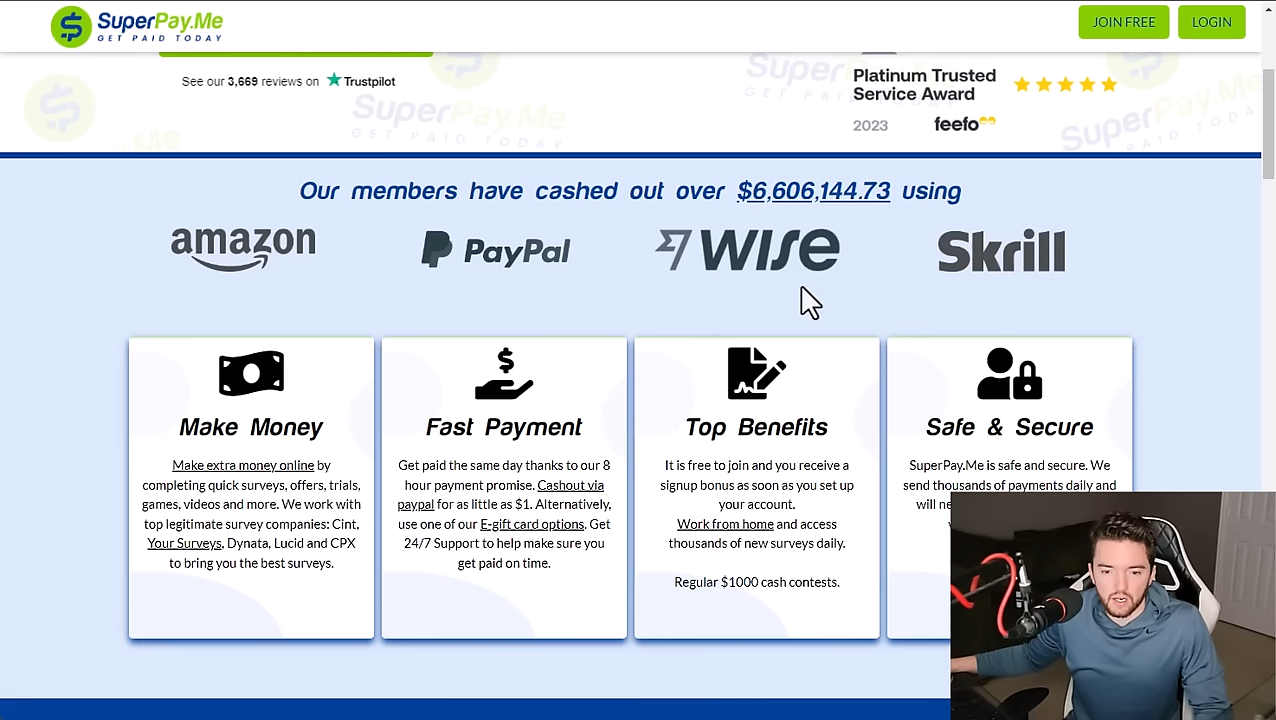 SuperPay.Me
GET PAID TODAY
JOIN FREE
LOGIN
See our 3,669 reviews on Trustpilot
Platinum Trusted
Service Award
2023 feefo
SuperPay.Me
GET PAID TODAY
Our members have cashed out over $6,606,144.73 using
amazon
PayPal
WISE
Skrill
Make Money
Make extra money online by
completing quick surveys, offers, trials,
games, videos and more. We work with
top legitimate survey companies: Cint,
Your Surveys, Dynata, Lucid and CPX
to bring you the best surveys.
Fast Payment
Get paid the same day thanks to our 8
hour payment promise. Cashout via
paypal for as little as $1. Alternatively,
use one of our E-gift card options. Get
24/7 Support to help make sure you
get paid on time.
Top Benefits
It is free to join and you receive a
signup bonus as soon as you set up
your account.
Work from home and access
thousands of new surveys daily.
Regular $1000 cash contests.
Safe & Secure
SuperPay.Me is safe and secure. We
send thousands of payments daily and
will